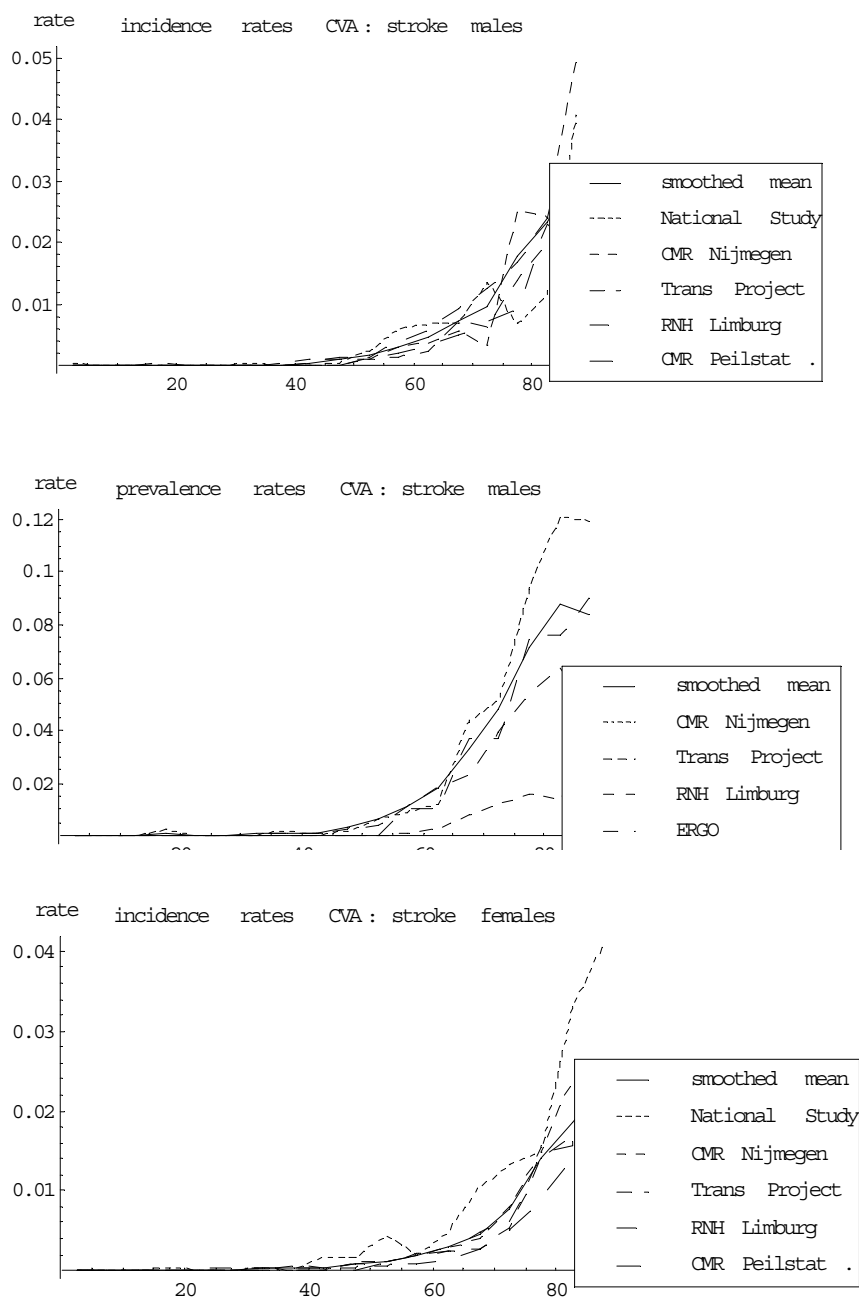 rate incidence rates CVA: stroke males
0.05
0.04
0.03
0.02
0.01
20 40 60 80
smoothed mean
National Study
CMR Nijmegen
Trans Project
RNH Limburg
CMR Peilstat .
rate prevalence rates CVA: stroke males
0.12
0.1
0.08
0.06
0.04
0.02
20 40 60 80
smoothed mean
CMR Nijmegen
Trans Project
RNH Limburg
ERGO
rate incidence rates CVA: stroke females
0.04
0.03
0.02
0.01
20 40 60 80
smoothed mean
National Study
CMR Nijmegen
Trans Project
RNH Limburg
CMR Peilstat .